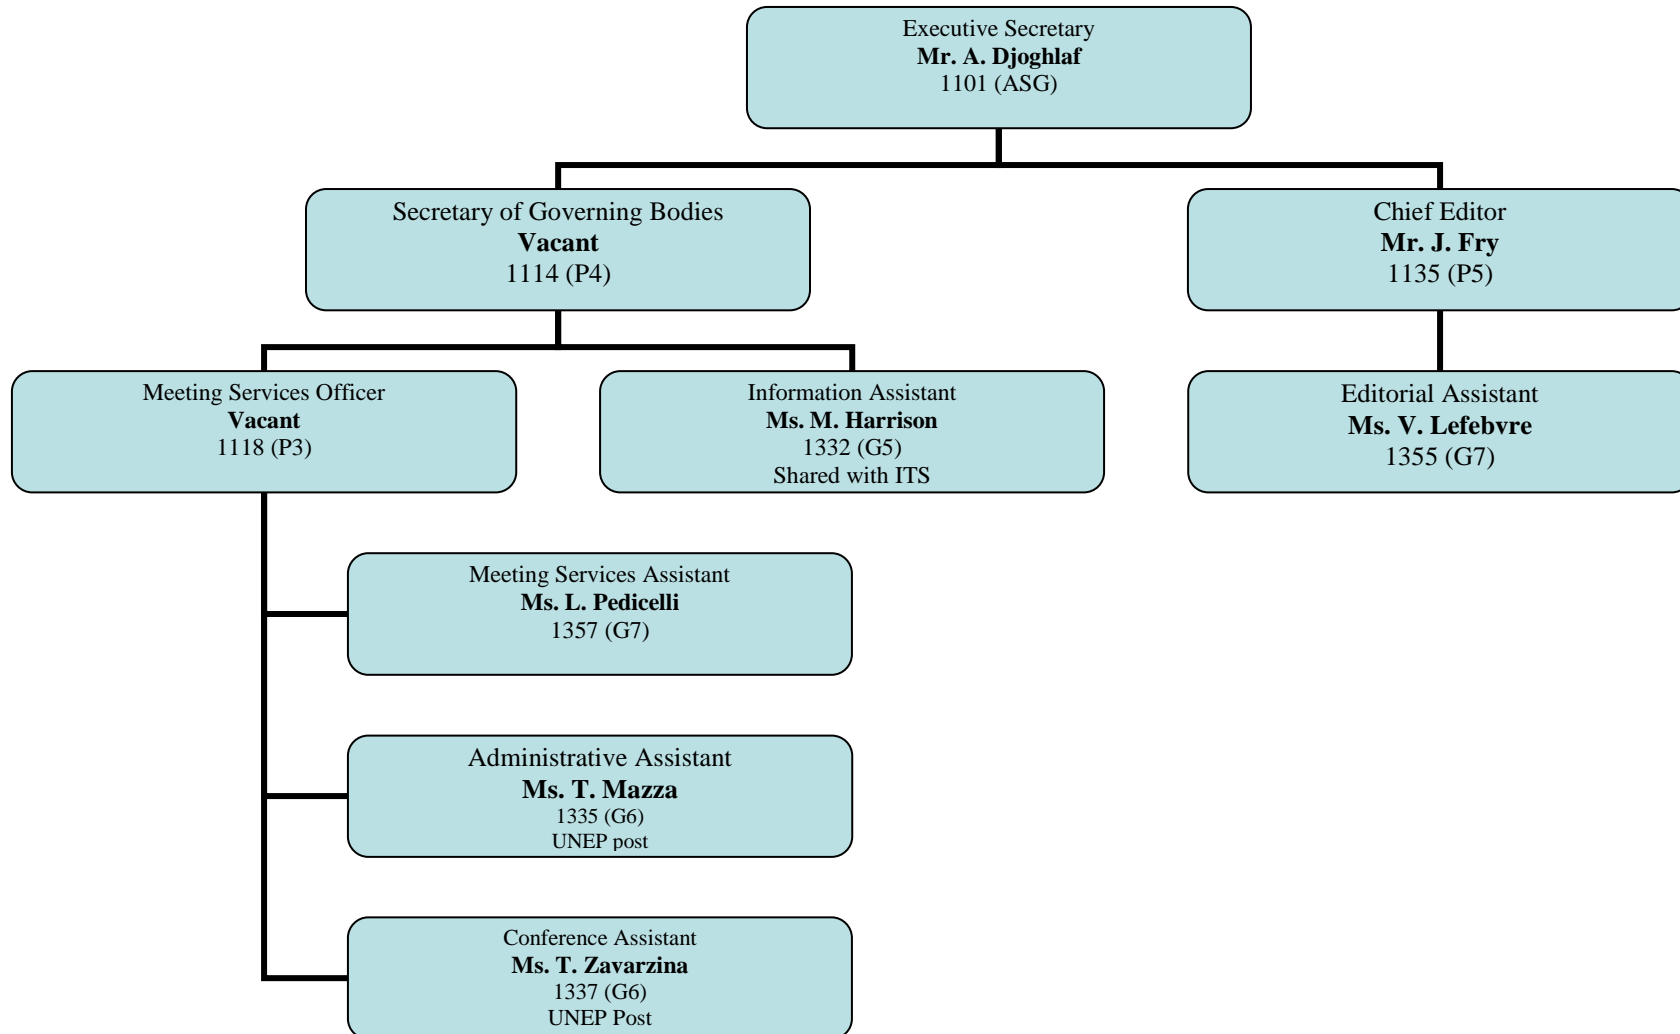 Executive Secretary
Mr. A. Djoghlaf
1101 (ASG)
Secretary of Governing Bodies
Vacant
1114 (P4)
Chief Editor
Mr. J. Fry
1135 (P5)
Meeting Services Officer
Vacant
1118 (P3)
Information Assistant
Ms. M. Harrison
1332 (G5)
Shared with ITS
Editorial Assistant
Ms. V. Lefebvre
1355 (G7)
Meeting Services Assistant
Ms. L. Pedicelli
1357 (G7)
Administrative Assistant
Ms. T. Mazza
1335 (G6)
UNEP post
Conference Assistant
Ms. T. Zavarzina
1337 (G6)
UNEP Post